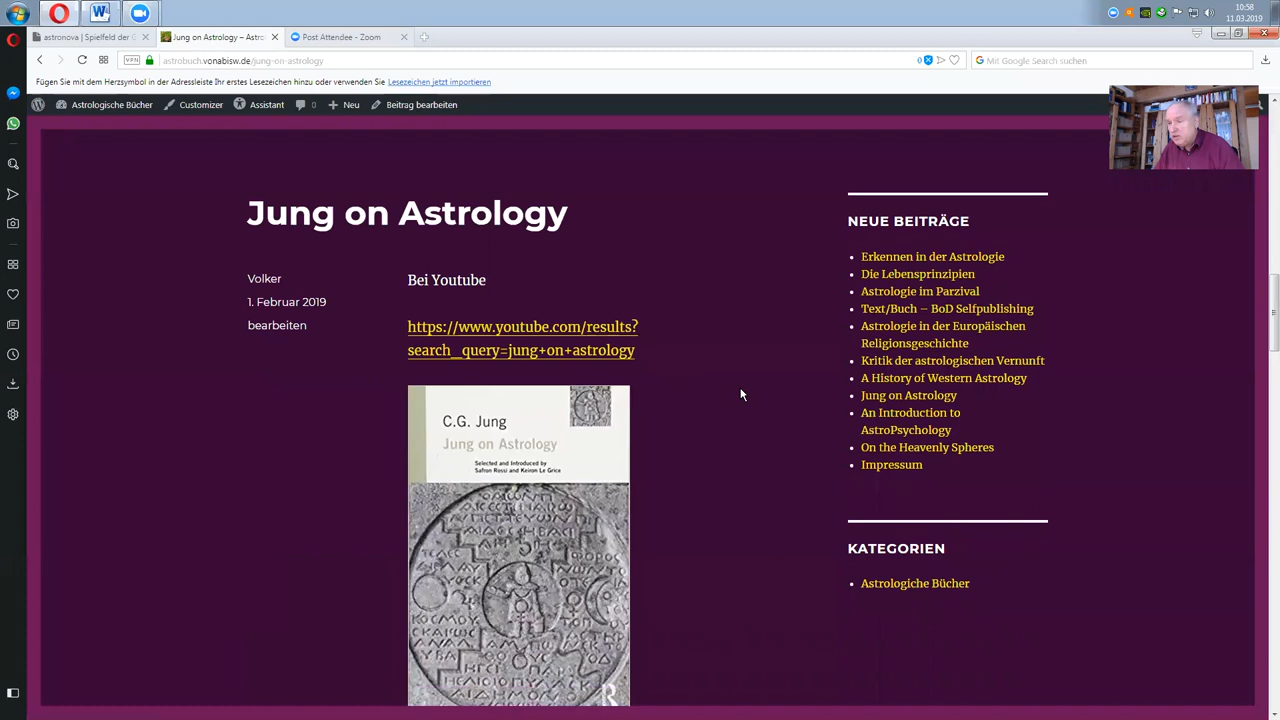 10:58
11.03.2019
astronova | Spielfeld der G
Jung on Astrology – Astro
Post Attendee - Zoom
VPN
astrobuch.vonabisw.de/jung-on-astrology
0
Mit Google Search suchen
Fügen Sie mit dem Herzsymbol in der Adressleiste Ihr erstes Lesezeichen hinzu oder verwenden Sie Lesezeichen jetzt importieren
Astrologische Bücher
Customizer
Assistant
0
Neu
Beitrag bearbeiten
Jung on Astrology
Volker
1. Februar 2019
bearbeiten
Bei Youtube
https://www.youtube.com/results?
search_query=jung+on+astrology
C.G. Jung
Jung on Astrology
Selected and Introduced by
Safron Rossi and Keiron Le Grice
NEUE BEITRÄGE
Erkennen in der Astrologie
Die Lebensprinzipien
Astrologie im Parzival
Text/Buch – BoD Selfpublishing
Astrologie in der Europäischen
Religionsgeschichte
Kritik der astrologischen Vernunft
A History of Western Astrology
Jung on Astrology
An Introduction to
AstroPsychology
On the Heavenly Spheres
Impressum
KATEGORIEN
Astrologiche Bücher